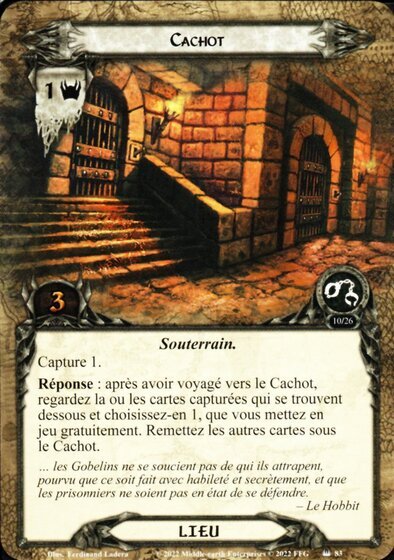 Cachot
1
3
10/26
Souterrain.
Capture 1.
Réponse : après avoir voyagé vers le Cachot,
regardez la ou les cartes capturées qui se trouvent
dessous et choisissez-en 1, que vous mettez en
jeu gratuitement. Remettez les autres cartes sous
le Cachot.
… les Gobelins ne se soucient pas de qui ils attrapent,
pourvu que ce soit fait avec habileté et secrètement, et que
les prisonniers ne soient pas en état de se défendre.
– Le Hobbit
LIEU
Illus. Ferdinand Ladera
©2022 Middle-earth Enterprises © 2022 FFG
83